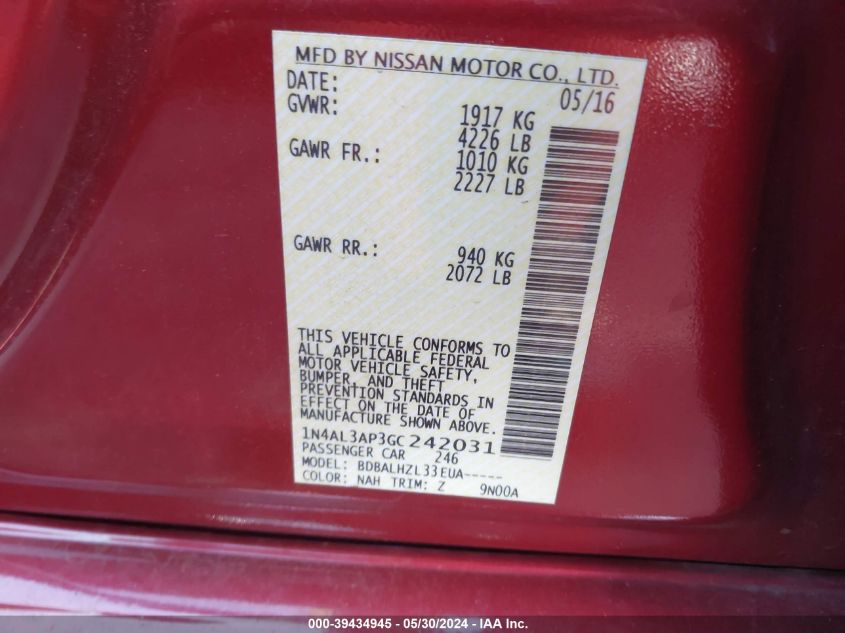 MFD BY NISSAN MOTOR CO., LTD.
DATE: 05/16
GVWR: 1917 KG
4226 LB
GAWR FR.: 1010 KG
2227 LB
GAWR RR.: 940 KG
2072 LB
THIS VEHICLE CONFORMS TO
ALL APPLICABLE FEDERAL
MOTOR VEHICLE SAFETY,
BUMPER, AND THEFT
PREVENTION STANDARDS IN
EFFECT ON THE DATE OF
MANUFACTURE SHOWN ABOVE.
1N4AL3AP3GC242031
PASSENGER CAR 246
MODEL: BDBALHZL33EUA-----
COLOR: NAH TRIM: Z 9N00A
000-39434945 - 05/30/2024 - IAA Inc.